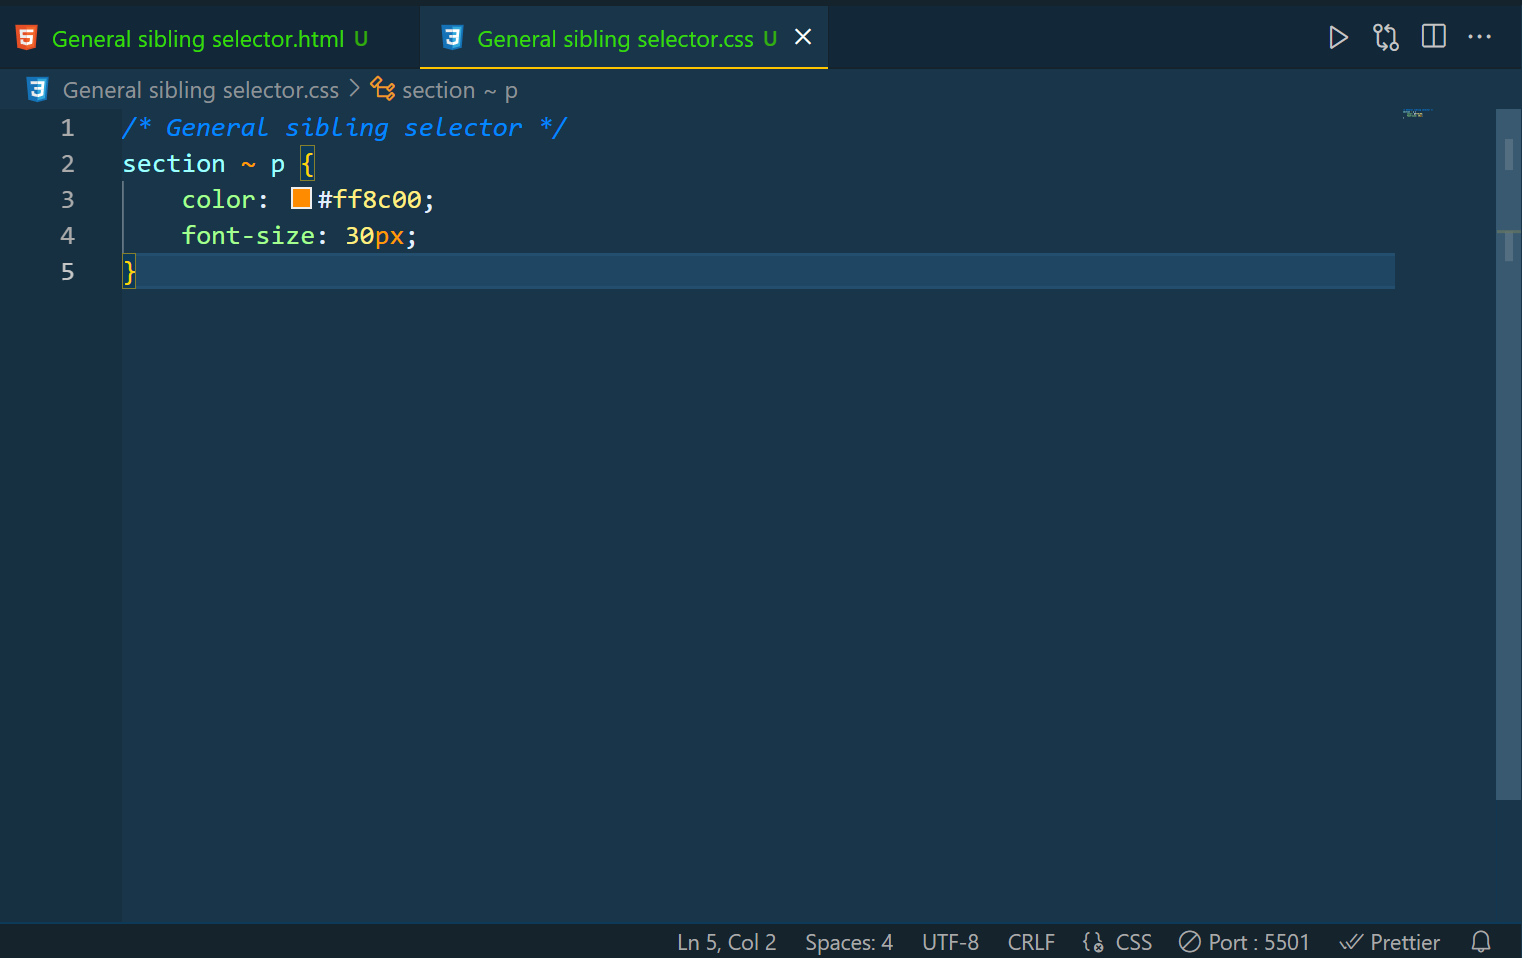 General sibling selector.html U
General sibling selector.css U
General sibling selector.css > section ~ p
1 /* General sibling selector */
2 section ~ p {
3 color: #ff8c00;
4 font-size: 30px;
5 }
Ln 5, Col 2 Spaces: 4 UTF-8 CRLF CSS Port : 5501 Prettier